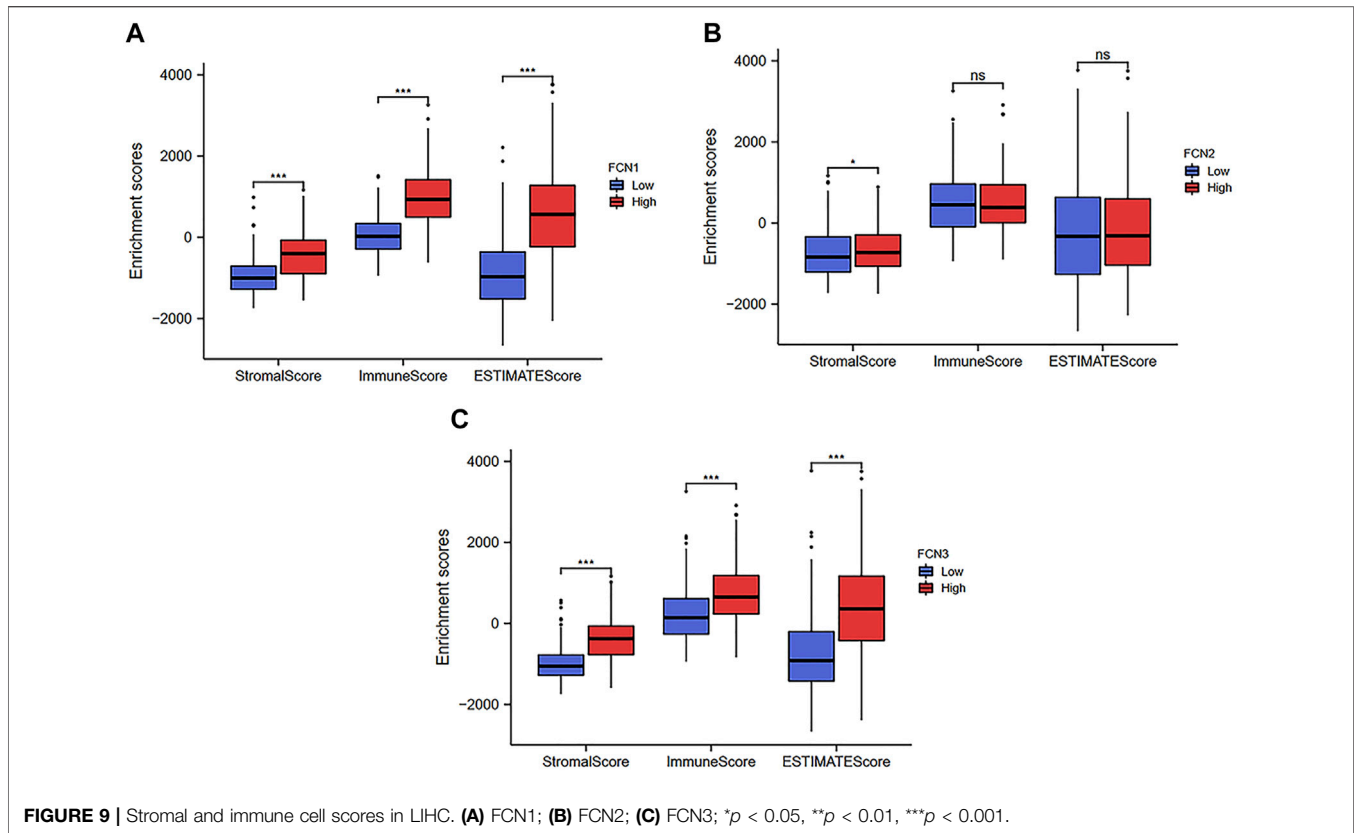 A
4000
2000
0
−2000
Enrichment scores
***
***
***
FCN1
Low
High
StromalScore ImmuneScore ESTIMATEScore
B
4000
2000
0
−2000
Enrichment scores
*
ns
ns
FCN2
Low
High
StromalScore ImmuneScore ESTIMATEScore
C
4000
2000
0
−2000
Enrichment scores
***
***
***
FCN3
Low
High
StromalScore ImmuneScore ESTIMATEScore
FIGURE 9 | Stromal and immune cell scores in LIHC. (A) FCN1; (B) FCN2; (C) FCN3; *p < 0.05, **p < 0.01, ***p < 0.001.